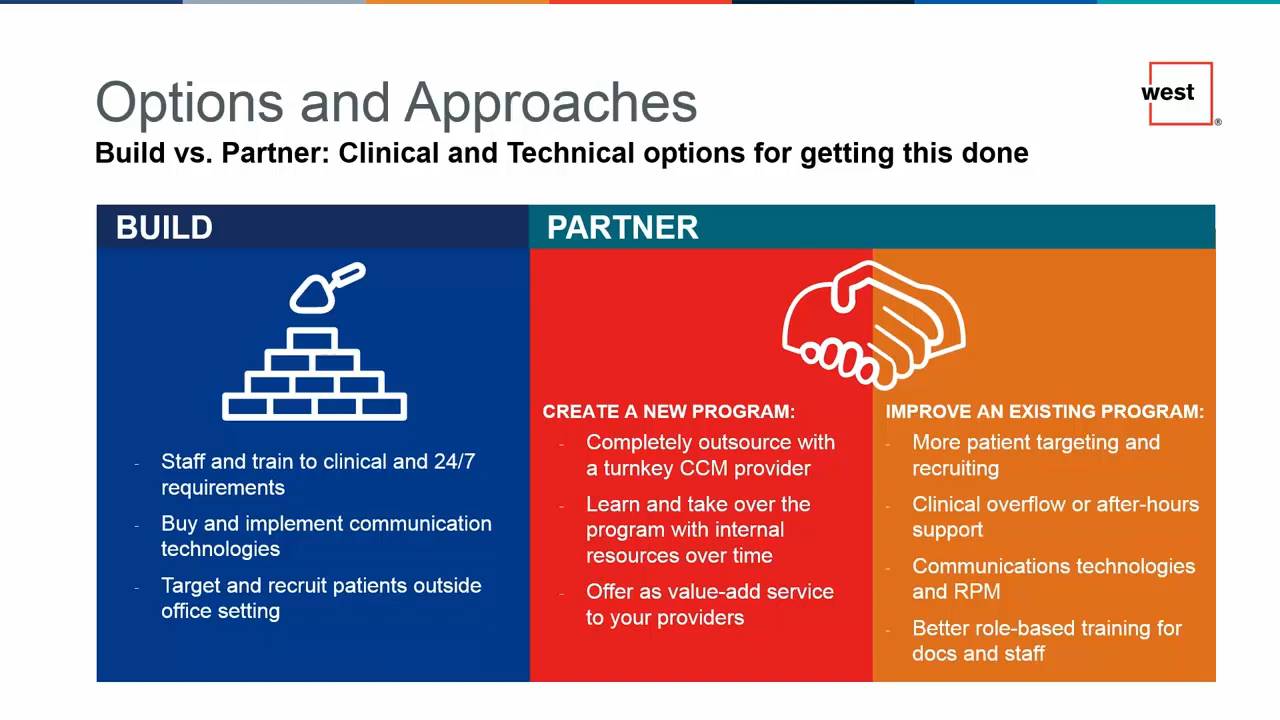 Options and Approaches
west
®
Build vs. Partner: Clinical and Technical options for getting this done
BUILD
- Staff and train to clinical and 24/7
requirements
- Buy and implement communication
technologies
- Target and recruit patients outside
office setting
PARTNER
CREATE A NEW PROGRAM:
- Completely outsource with
a turnkey CCM provider
- Learn and take over the
program with internal
resources over time
- Offer as value-add service
to your providers
IMPROVE AN EXISTING PROGRAM:
- More patient targeting and
recruiting
- Clinical overflow or after-hours
support
- Communications technologies
and RPM
- Better role-based training for
docs and staff